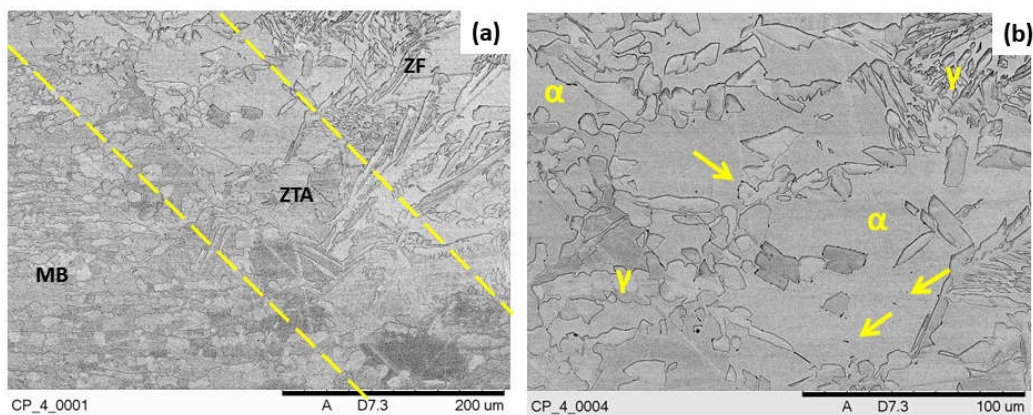 (a)
ZF
ZTA
MB
CP_4_0001 A D7.3 200 um
(b)
γ
α
α
γ
CP_4_0004 A D7.3 100 um